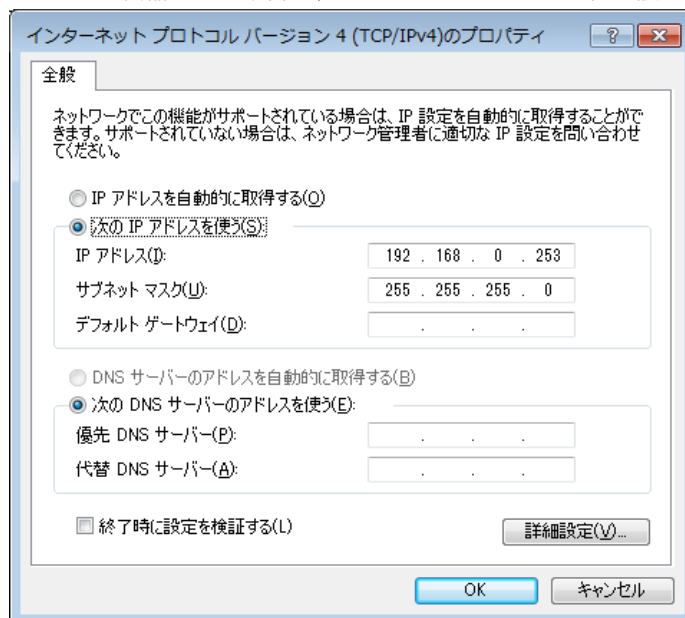 インターネット プロトコル バージョン 4 (TCP/IPv4)のプロパティ
全般
ネットワークでこの機能がサポートされている場合は、IP 設定を自動的に取得することがで
きます。サポートされていない場合は、ネットワーク管理者に適切な IP 設定を問い合わせ
てください。
IP アドレスを自動的に取得する(O)
次の IP アドレスを使う(S):
IP アドレス(I): 192 . 168 . 0 . 253
サブネット マスク(U): 255 . 255 . 255 . 0
デフォルト ゲートウェイ(D): . . .
DNS サーバーのアドレスを自動的に取得する(B)
次の DNS サーバーのアドレスを使う(E):
優先 DNS サーバー(P): . . .
代替 DNS サーバー(A): . . .
終了時に設定を検証する(L)
詳細設定(V)...
OK キャンセル